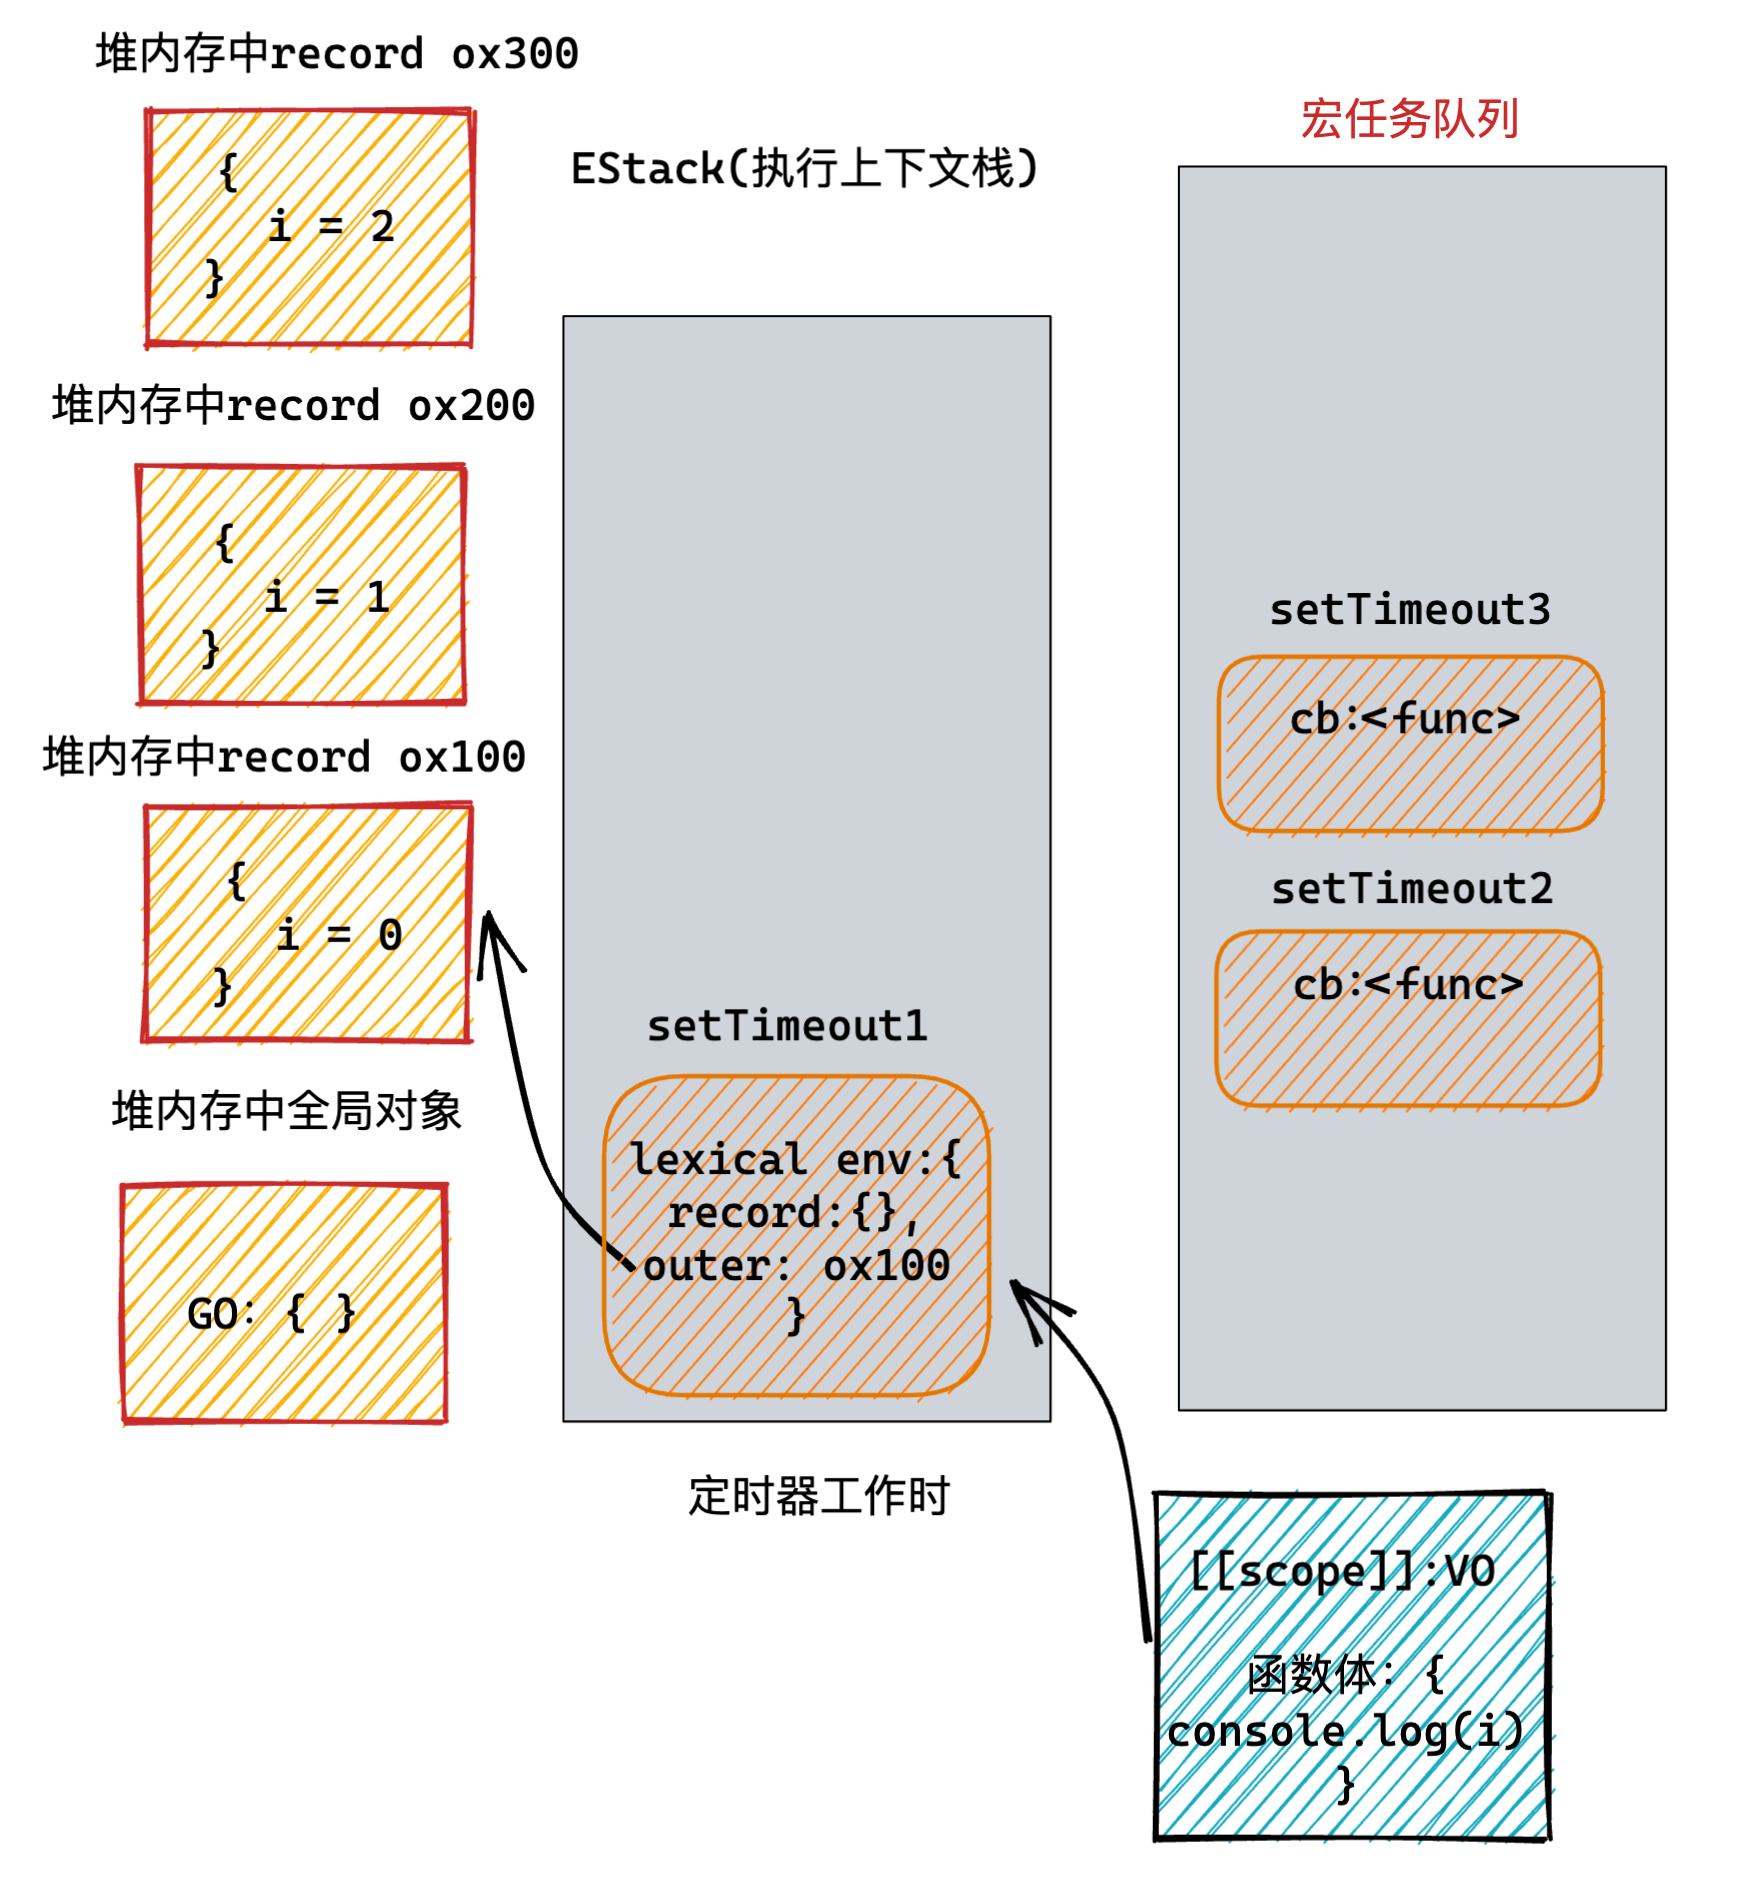 堆内存中record ox300
{
i = 2
}
堆内存中record ox200
{
i = 1
}
堆内存中record ox100
{
i = 0
}
堆内存中全局对象
GO: { }
EStack(执行上下文栈)
setTimeout1
lexical env:{
record:{},
outer: ox100
}
定时器工作时
宏任务队列
setTimeout3
cb:<func>
setTimeout2
cb:<func>
[[scope]]:VO
函数体: {
console.log(i)
}